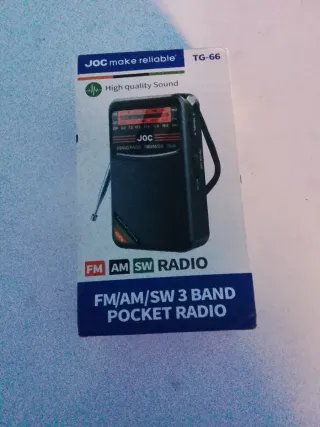 JOC make reliable TG-66
High quality Sound
JOC
FM AM SW RADIO
FM/AM/SW 3 BAND
POCKET RADIO